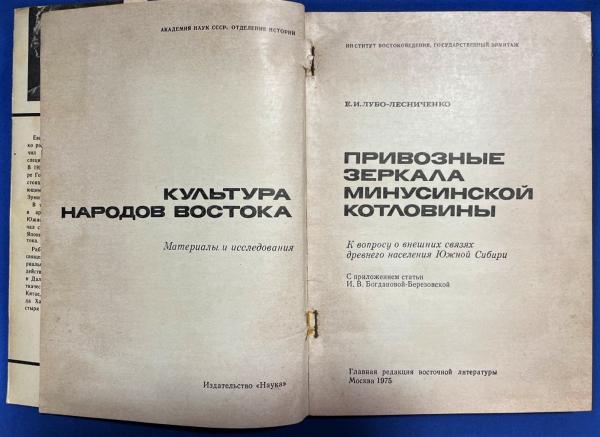 АКАДЕМИЯ НАУК СССР. ОТДЕЛЕНИЕ ИСТОРИИ
КУЛЬТУРА
НАРОДОВ ВОСТОКА
Материалы и исследования
Издательство «Наука»
ИНСТИТУТ ВОСТОКОВЕДЕНИЯ, ГОСУДАРСТВЕННЫЙ ЭРМИТАЖ
Е. И. ЛУБО-ЛЕСНИЧЕНКО
ПРИВОЗНЫЕ
ЗЕРКАЛА
МИНУСИНСКОЙ
КОТЛОВИНЫ
К вопросу о внешних связях
древнего населения Южной Сибири
С приложением статьи
И. В. Богдановой-Березовской
Главная редакция восточной литературы
Москва 1975